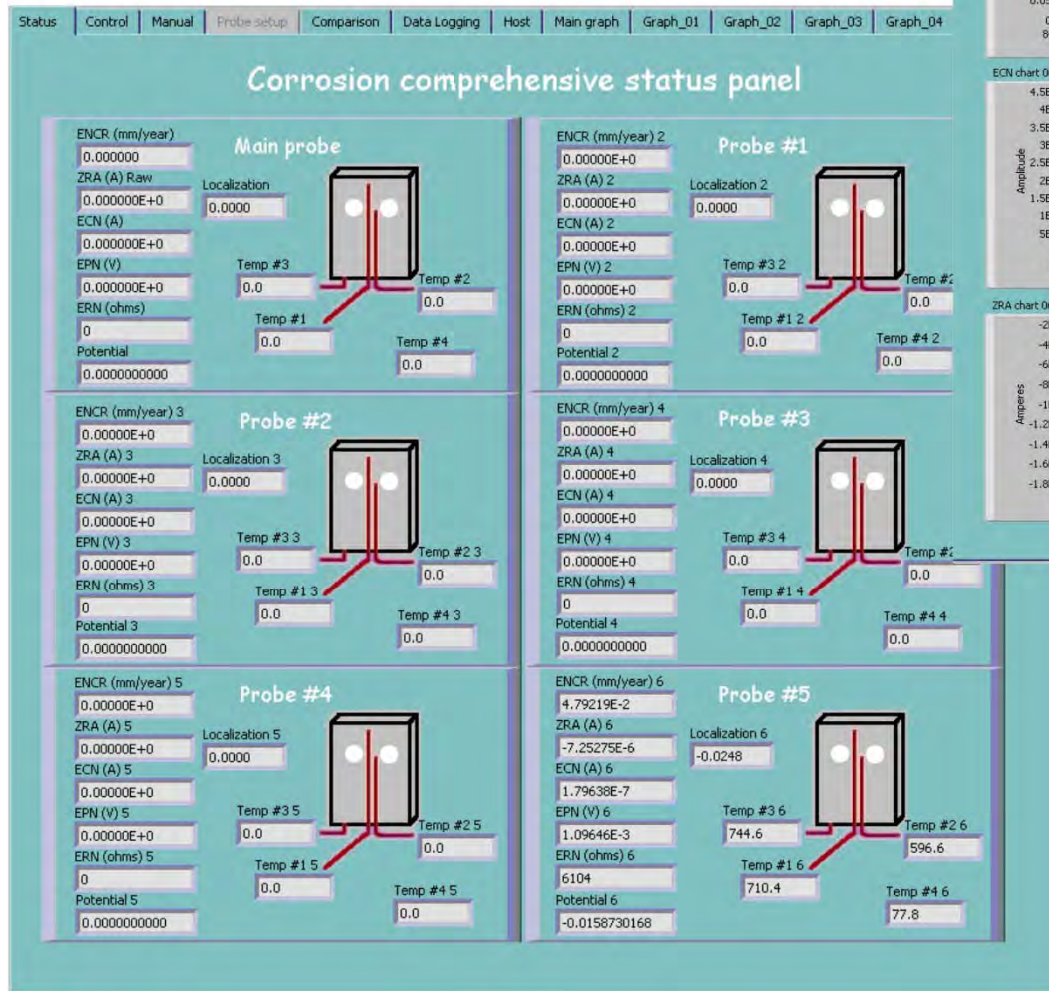 Status Control Manual Probe setup Comparison Data Logging Host Main graph Graph_01 Graph_02 Graph_03 Graph_04
Corrosion comprehensive status panel
Main probe
ENCR (mm/year)
0.000000
ZRA (A) Raw
0.000000E+0
Localization
0.0000
ECN (A)
0.000000E+0
EPN (V)
0.000000E+0
ERN (ohms)
0
Potential
0.0000000000
Temp #3
0.0
Temp #2
0.0
Temp #1
0.0
Temp #4
0.0
Probe #1
ENCR (mm/year) 2
0.00000E+0
ZRA (A) 2
0.00000E+0
Localization 2
0.0000
ECN (A) 2
0.00000E+0
EPN (V) 2
0.00000E+0
ERN (ohms) 2
0
Potential 2
0.0000000000
Temp #3 2
0.0
Temp #2
0.0
Temp #1 2
0.0
Temp #4 2
0.0
Probe #2
ENCR (mm/year) 3
0.00000E+0
ZRA (A) 3
0.00000E+0
Localization 3
0.0000
ECN (A) 3
0.00000E+0
EPN (V) 3
0.00000E+0
ERN (ohms) 3
0
Potential 3
0.0000000000
Temp #3 3
0.0
Temp #2 3
0.0
Temp #1 3
0.0
Temp #4 3
0.0
Probe #3
ENCR (mm/year) 4
0.00000E+0
ZRA (A) 4
0.00000E+0
Localization 4
0.0000
ECN (A) 4
0.00000E+0
EPN (V) 4
0.00000E+0
ERN (ohms) 4
0
Potential 4
0.0000000000
Temp #3 4
0.0
Temp #2
0.0
Temp #1 4
0.0
Temp #4 4
0.0
Probe #4
ENCR (mm/year) 5
0.00000E+0
ZRA (A) 5
0.00000E+0
Localization 5
0.0000
ECN (A) 5
0.00000E+0
EPN (V) 5
0.00000E+0
ERN (ohms) 5
0
Potential 5
0.0000000000
Temp #3 5
0.0
Temp #2 5
0.0
Temp #1 5
0.0
Temp #4 5
0.0
Probe #5
ENCR (mm/year) 6
4.79219E-2
ZRA (A) 6
-7.25275E-6
Localization 6
-0.0248
ECN (A) 6
1.79638E-7
EPN (V) 6
1.09646E-3
ERN (ohms) 6
6104
Potential 6
-0.0158730168
Temp #3 6
744.6
Temp #2 6
596.6
Temp #1 6
710.4
Temp #4 6
77.8
ECN chart
Amplitude
ZRA chart
Amperes